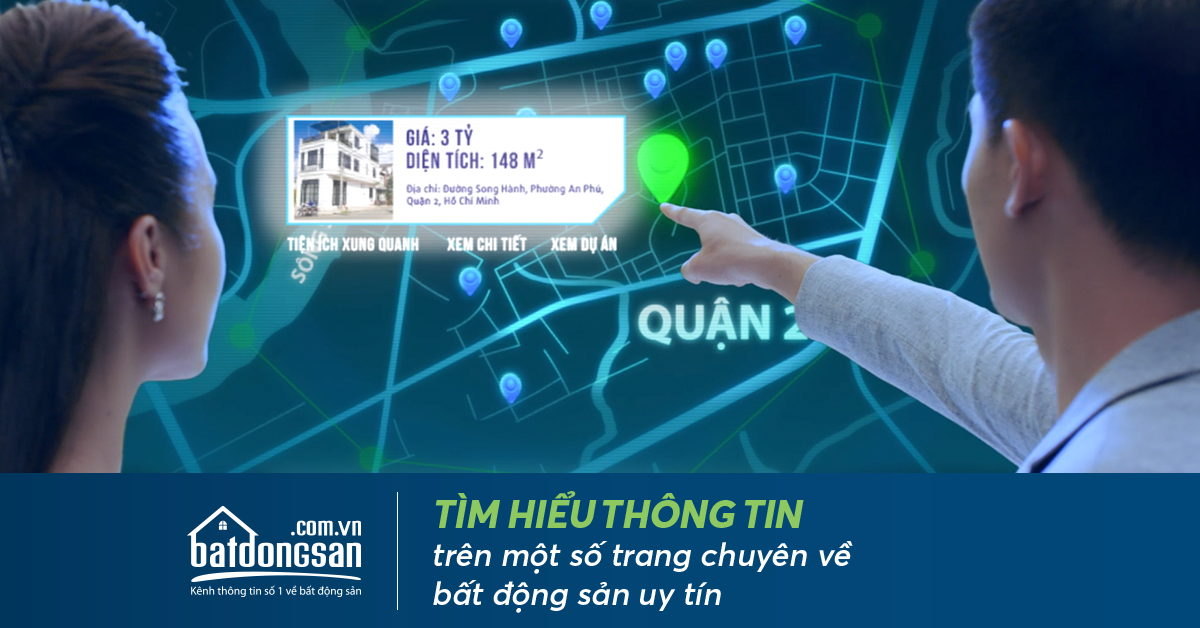 GIÁ: 3 TỶ
DIỆN TÍCH: 148 M²
Địa chỉ: Đường Song Hành, Phường An Phú,
Quận 2, Hồ Chí Minh
TIỆN ÍCH XUNG QUANH XEM CHI TIẾT XEM DỰ ÁN
SÔNG
QUẬN 2
.com.vn
batdongsan
Kênh thông tin số 1 về bất động sản
TÌM HIỂU THÔNG TIN
trên một số trang chuyên về
bất động sản uy tín